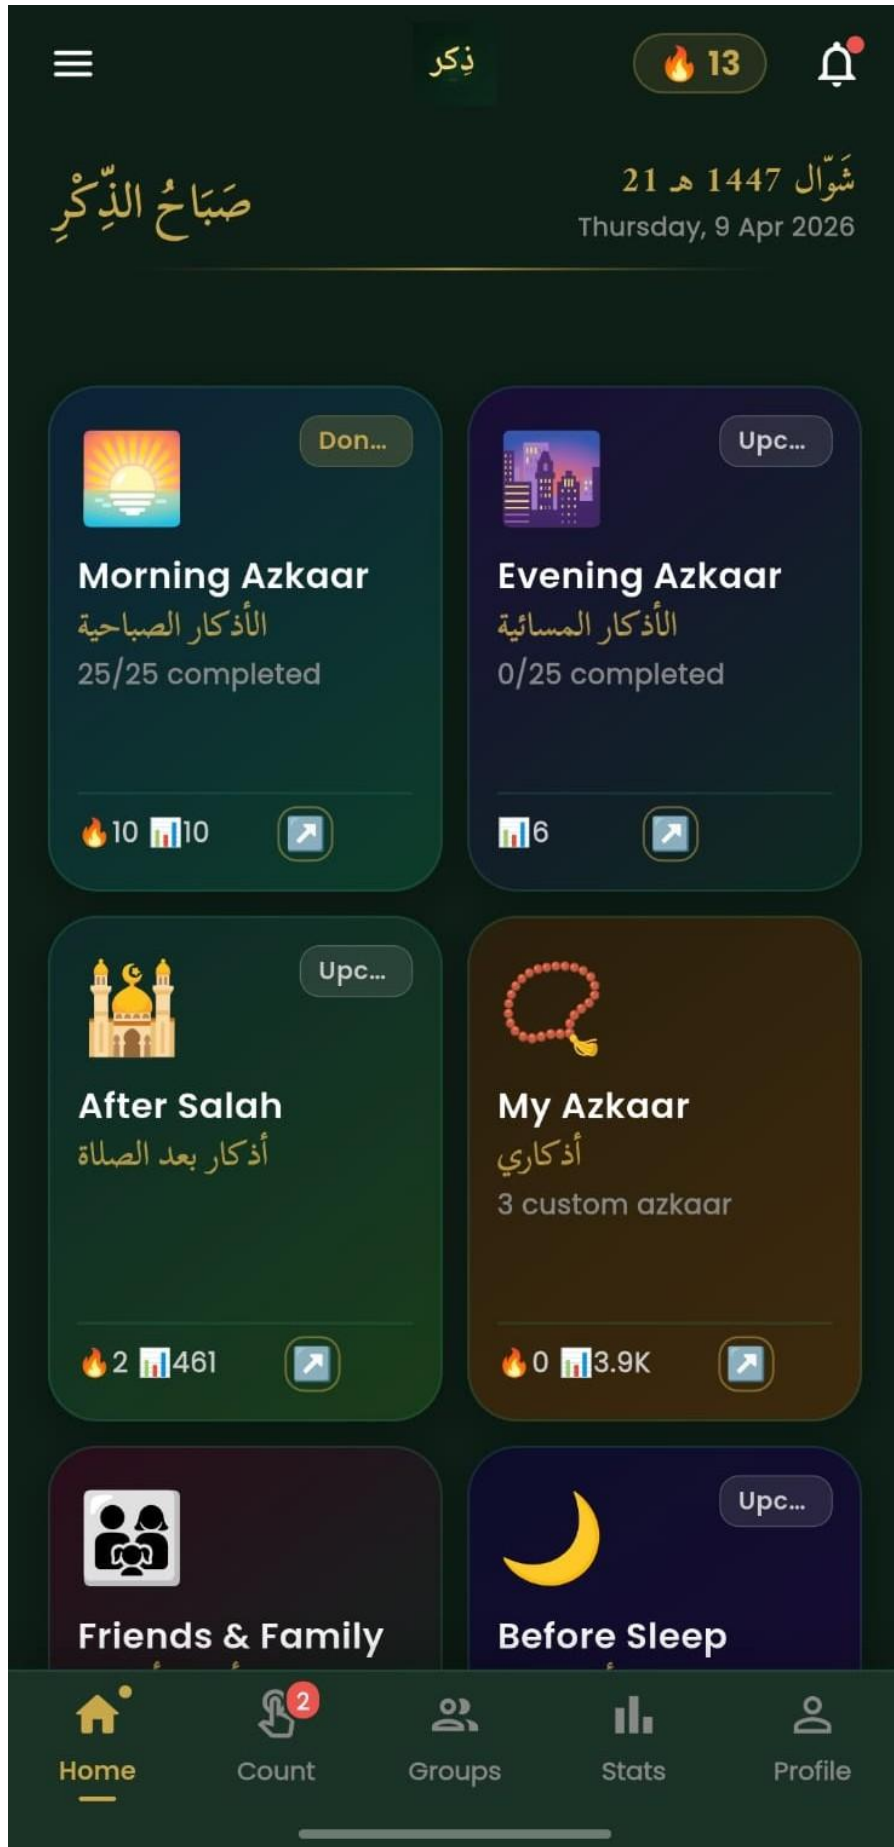 ذِكر
🔥 13
صَبَاحُ الذِّكْرِ
شَوَّال 1447 هـ 21
Thursday, 9 Apr 2026
Don...
Morning Azkaar
الأذكار الصباحية
25/25 completed
🔥10 📊10
Upc...
Evening Azkaar
الأذكار المسائية
0/25 completed
📊6
Upc...
After Salah
أذكار بعد الصلاة
🔥2 📊461
My Azkaar
أذكاري
3 custom azkaar
🔥0 📊3.9K
Friends & Family
Upc...
Before Sleep
Home
2
Count
Groups
Stats
Profile